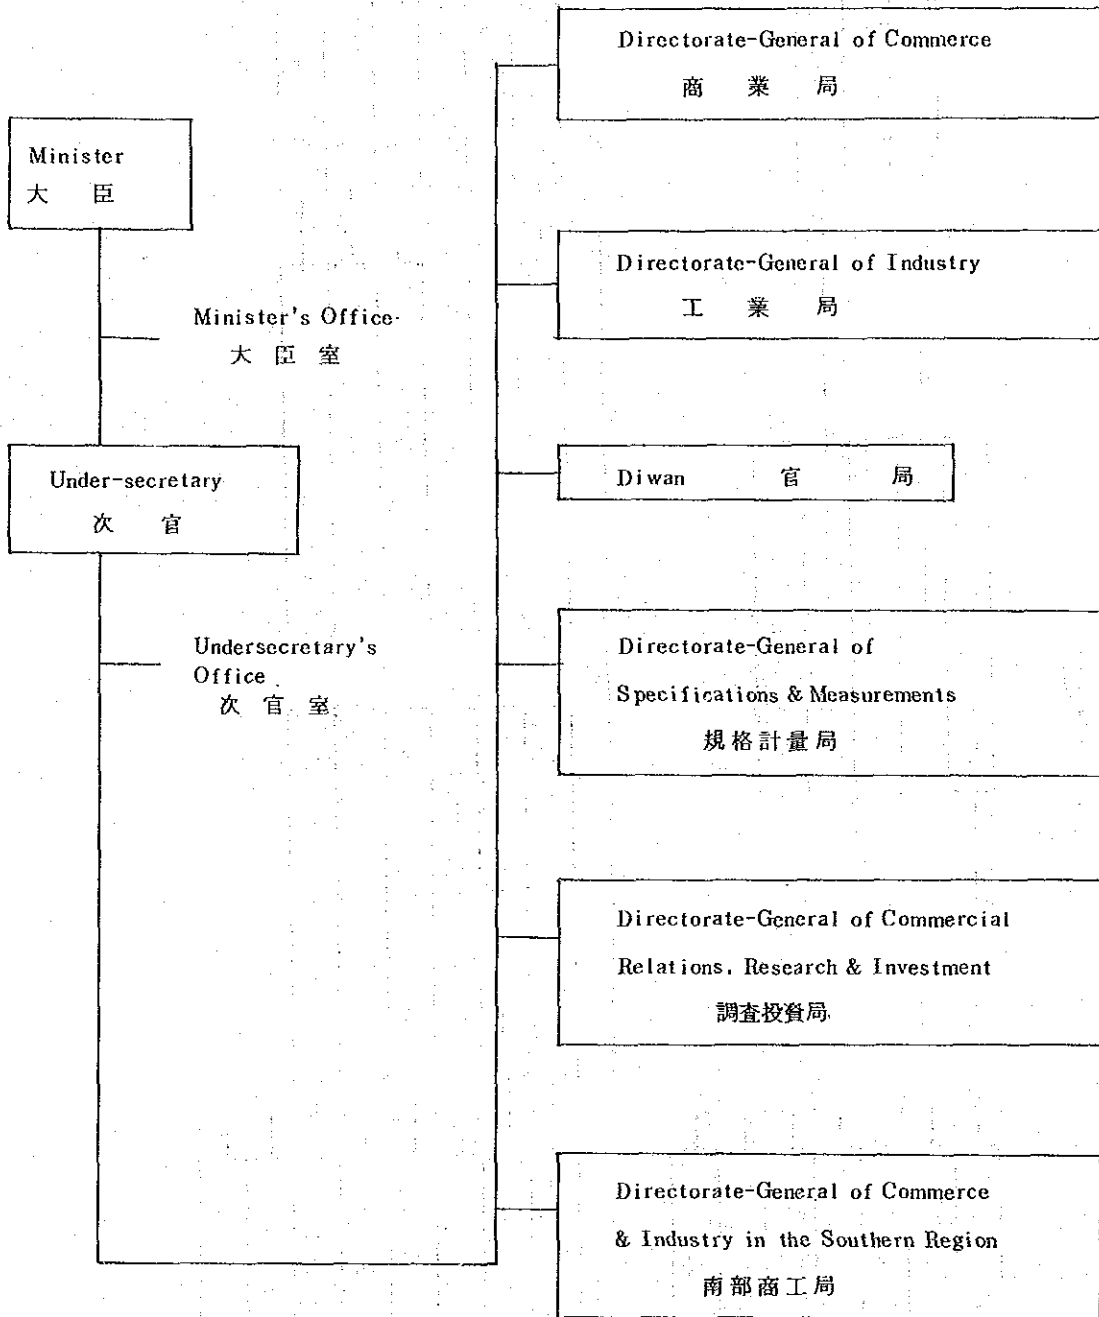 Minister
大臣
Minister's Office
大臣室
Under-secretary
次官
Undersecretary's
Office
次官室
Directorate-General of Commerce
商業局
Directorate-General of Industry
工業局
Diwan 官局
Directorate-General of
Specifications & Measurements
規格計量局
Directorate-General of Commercial
Relations, Research & Investment
調査投資局
Directorate-General of Commerce
& Industry in the Southern Region
南部商工局